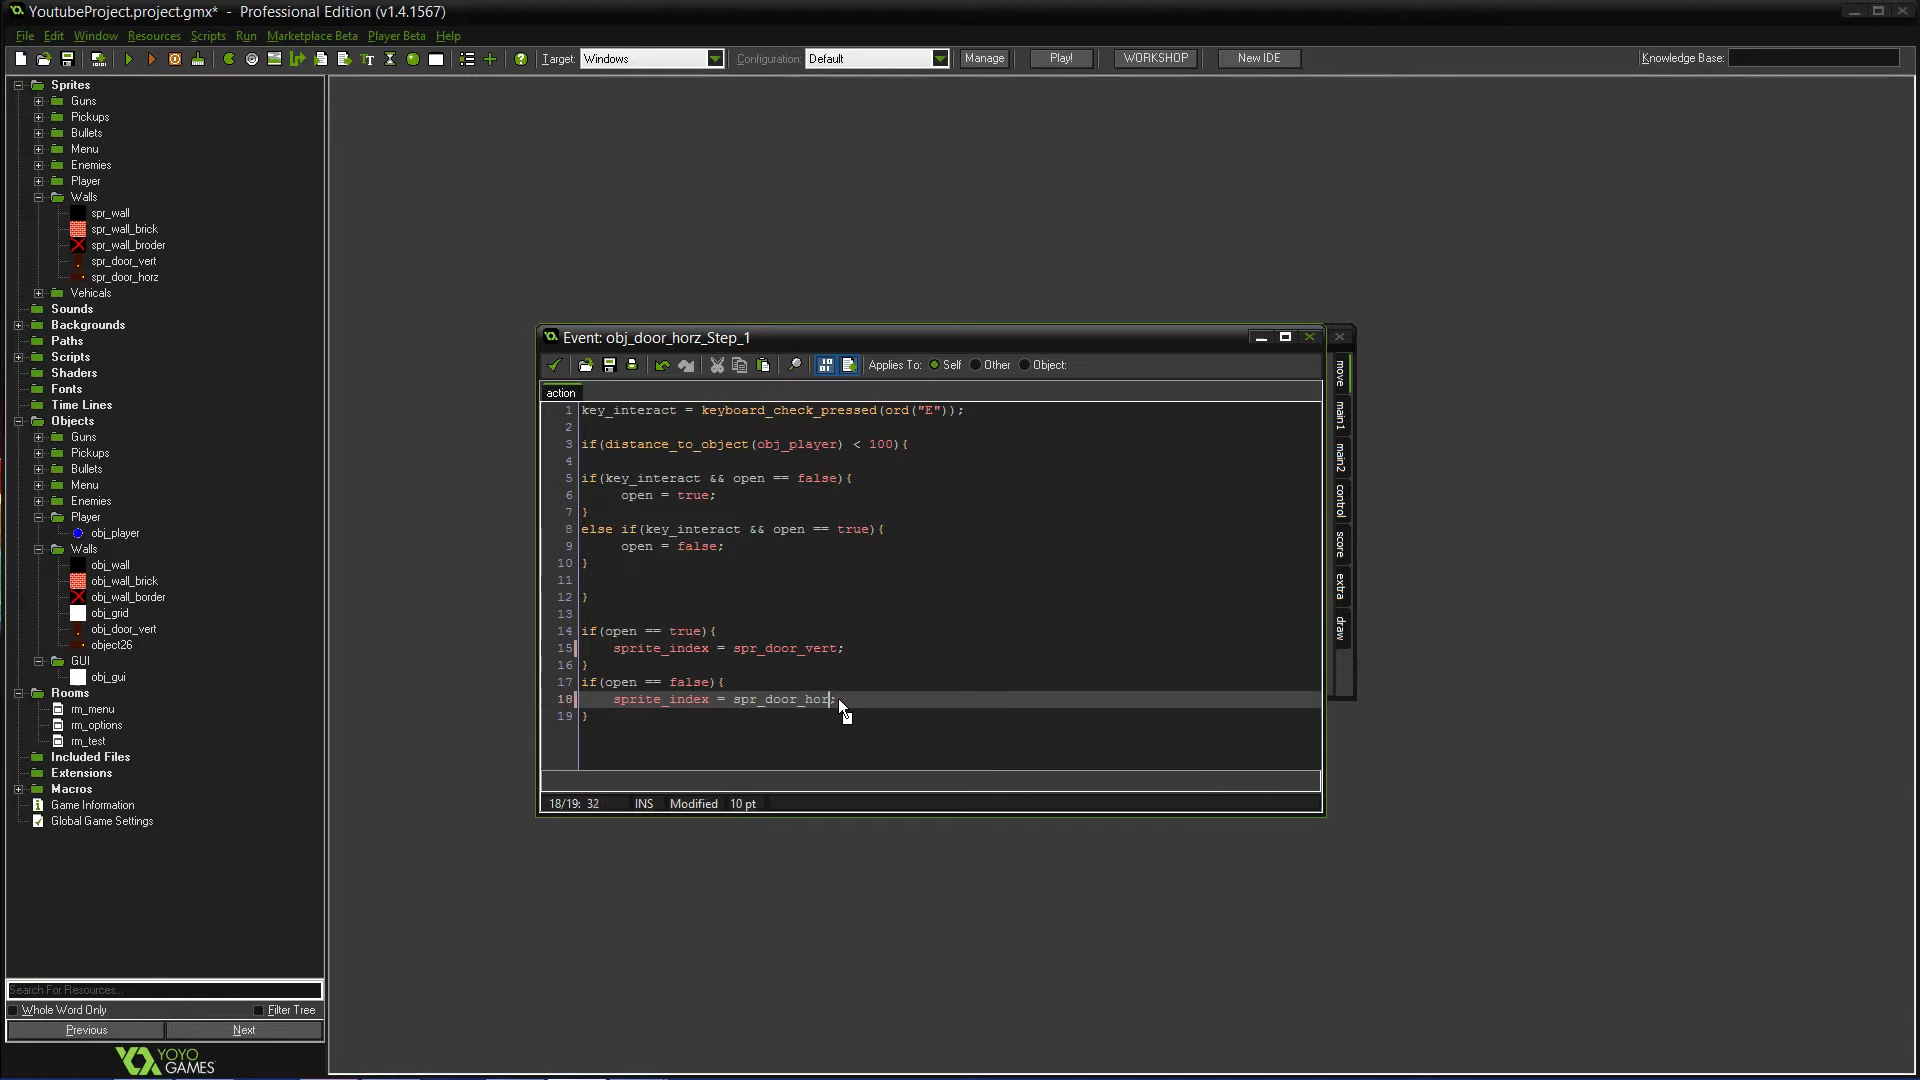 YoutubeProject.project.gmx* - Professional Edition (v1.4.1567)
File Edit Window Resources Scripts Run Marketplace Beta Player Beta Help
Target: Windows Configuration: Default Manage Play! WORKSHOP New IDE Knowledge Base:
Sprites
Guns
Pickups
Bullets
Menu
Enemies
Player
Walls
spr_wall
spr_wall_brick
spr_wall_broder
spr_door_vert
spr_door_horz
Vehicals
Sounds
Backgrounds
Paths
Scripts
Shaders
Fonts
Time Lines
Objects
Guns
Pickups
Bullets
Menu
Enemies
Player
obj_player
Walls
obj_wall
obj_wall_brick
obj_wall_border
obj_grid
obj_door_vert
object26
GUI
obj_gui
Rooms
rm_menu
rm_options
rm_test
Included Files
Extensions
Macros
Game Information
Global Game Settings
Search For Resources...
Whole Word Only Filter Tree
Previous Next
YOYO
GAMES
Event: obj_door_horz_Step_1
Applies To: Self Other Object:
action
1 key_interact = keyboard_check_pressed(ord("E"));
2
3 if(distance_to_object(obj_player) < 100){
4
5 if(key_interact && open == false){
6 open = true;
7 }
8 else if(key_interact && open == true){
9 open = false;
10 }
11
12 }
13
14 if(open == true){
15 sprite_index = spr_door_vert;
16 }
17 if(open == false){
18 sprite_index = spr_door_hor;
19 }
18/19: 32 INS Modified 10 pt
move
main1
main2
control
score
extra
draw